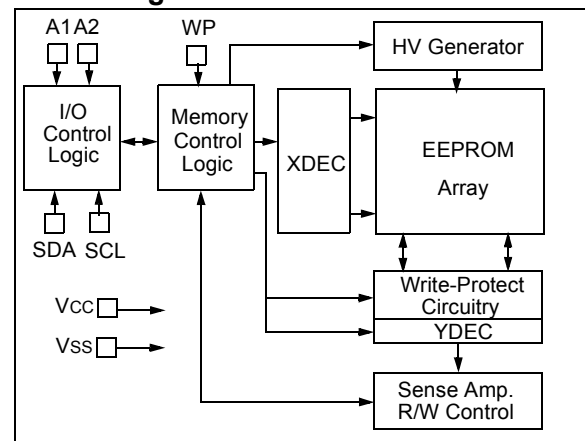 A1 A2
WP
HV Generator
I/O
Control
Logic
Memory
Control
Logic
XDEC
EEPROM
Array
SDA SCL
Write-Protect
Circuitry
YDEC
VCC
VSS
Sense Amp.
R/W Control